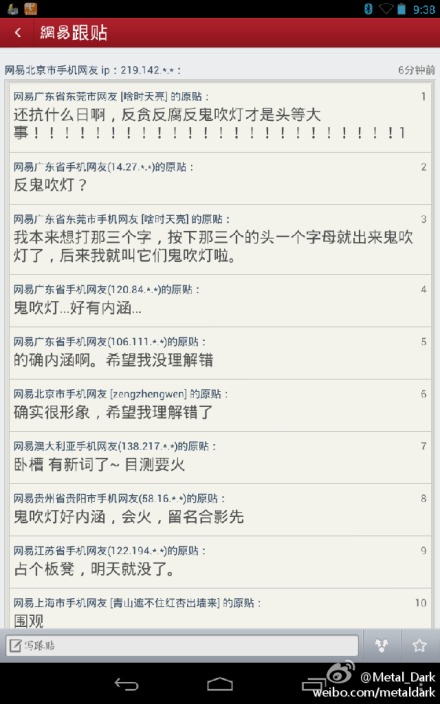 9:38
網易跟贴
网易北京市手机网友 ip：219.142.*.*： 6分钟前
网易广东省东莞市网友 [啥时天亮] 的原贴： 1
还抗什么日啊，反贪反腐反鬼吹灯才是头等大
事！！！！！！！！！！！！！！！！！！！！！！！！1
网易广东省手机网友(14.27.*.*)的原贴： 2
反鬼吹灯？
网易广东省东莞市手机网友 [啥时天亮] 的原贴： 3
我本来想打那三个字，按下那三个的头一个字母就出来鬼吹
灯了，后来我就叫它们鬼吹灯啦。
网易广东省手机网友(120.84.*.*)的原贴： 4
鬼吹灯...好有内涵...
网易广东省手机网友(106.111.*.*)的原贴： 5
的确内涵啊。希望我没理解错
网易北京市手机网友 [zengzhengwen] 的原贴： 6
确实很形象，希望我理解错了
网易澳大利亚手机网友(138.217.*.*)的原贴： 7
卧槽 有新词了~ 目测要火
网易贵州省贵阳市手机网友(58.16.*.*)的原贴： 8
鬼吹灯好内涵，会火，留名合影先
网易江苏省手机网友(122.194.*.*)的原贴： 9
占个板凳，明天就没了。
网易上海市手机网友 [青山遮不住红杏出墙来] 的原贴： 10
围观
写跟贴
@Metal_Dark
weibo.com/metaldark